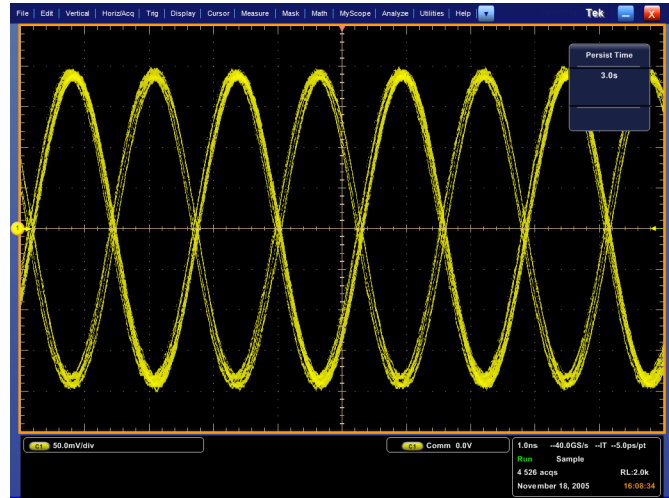 File | Edit | Vertical | Horiz/Acq | Trig | Display | Cursor | Measure | Mask | Math | MyScope | Analyze | Utilities | Help | Tek X
Persist Time
3.0s
1
C1 50.0mV/div
C1 Comm 0.0V
1.0ns --40.0GS/s --IT --5.0ps/pt
Run Sample
4 526 acqs RL:2.0k
November 18, 2005 16:08:34